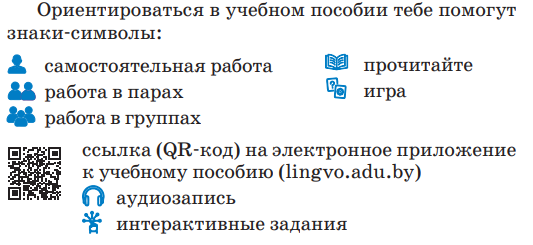 Ориентироваться в учебном пособии тебе помогут
знаки-символы:
самостоятельная работа
работа в парах
работа в группах
прочитайте
игра
ссылка (QR-код) на электронное приложение
к учебному пособию (lingvo.adu.by)
аудиозапись
интерактивные задания